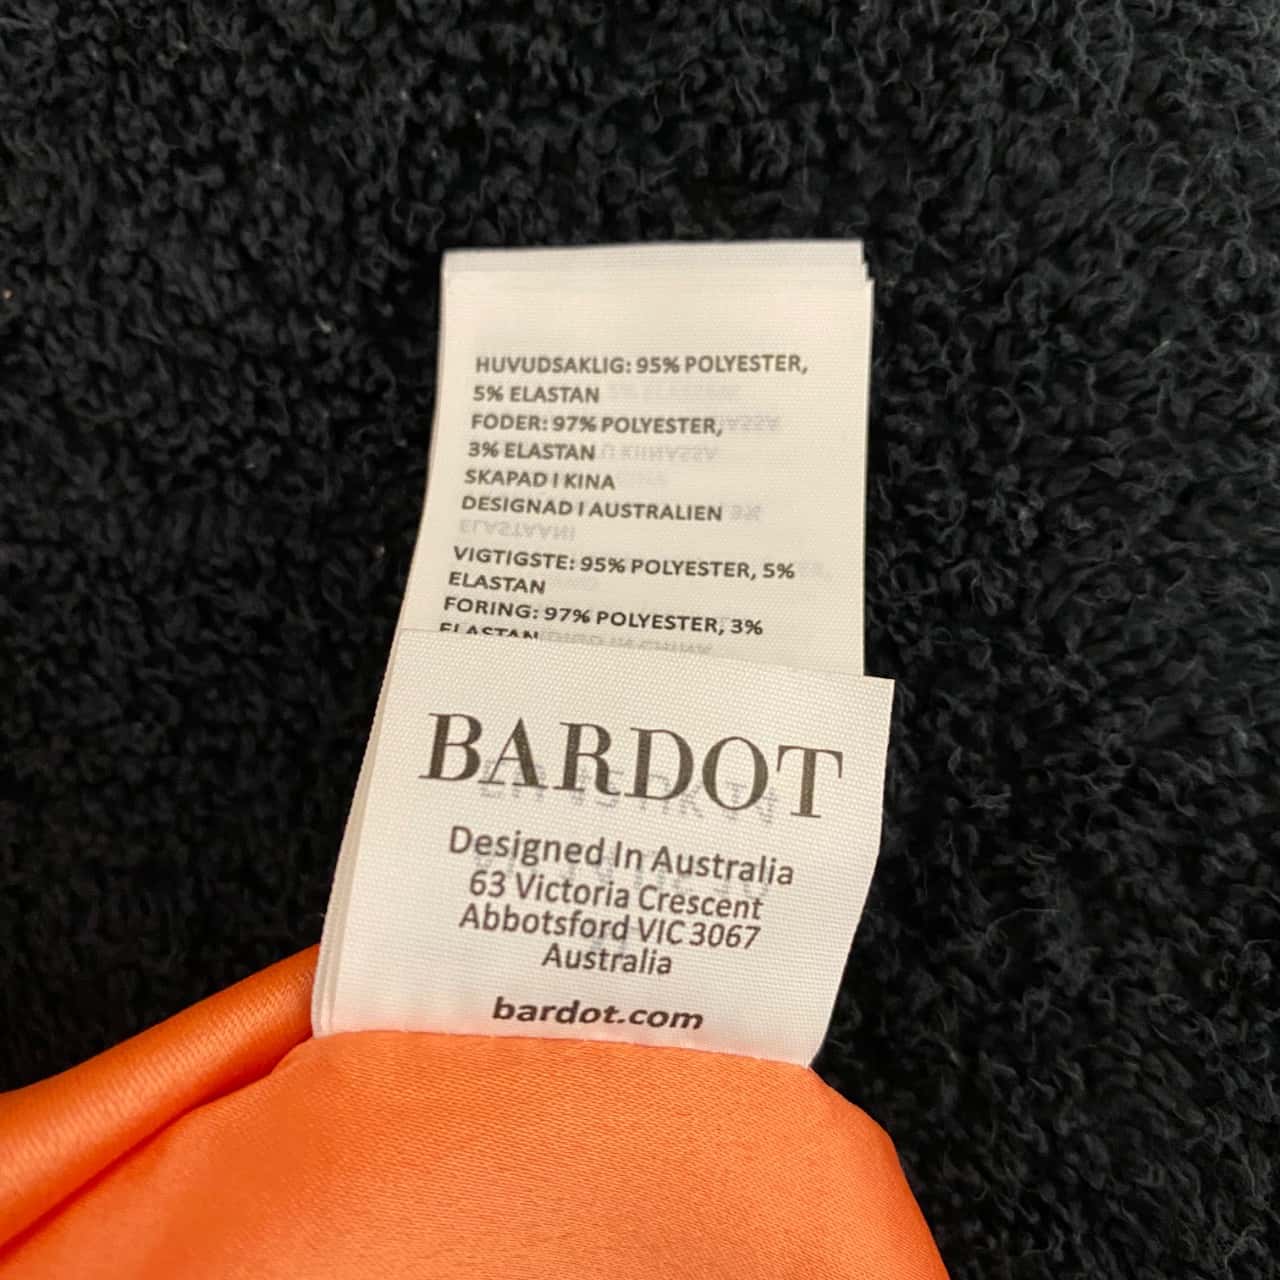 HUVUDSAKLIG: 95% POLYESTER,
5% ELASTAN
FODER: 97% POLYESTER,
3% ELASTAN
SKAPAD I KINA
DESIGNAD I AUSTRALIEN
VIGTIGSTE: 95% POLYESTER, 5%
ELASTAN
FORING: 97% POLYESTER, 3%
ELASTAN
BARDOT
Designed In Australia
63 Victoria Crescent
Abbotsford VIC 3067
Australia
bardot.com